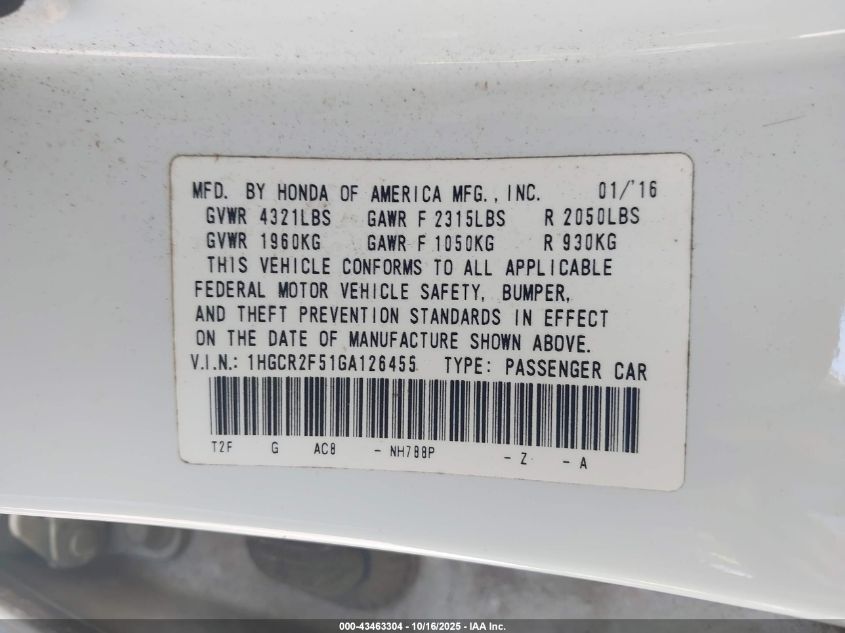 MFD. BY HONDA OF AMERICA MFG., INC. 01/'16
GVWR 4321LBS GAWR F 2315LBS R 2050LBS
GVWR 1960KG GAWR F 1050KG R 930KG
THIS VEHICLE CONFORMS TO ALL APPLICABLE
FEDERAL MOTOR VEHICLE SAFETY, BUMPER,
AND THEFT PREVENTION STANDARDS IN EFFECT
ON THE DATE OF MANUFACTURE SHOWN ABOVE.
V.I.N.: 1HGCR2F51GA126455 TYPE: PASSENGER CAR
T2F G AC8 - NH788P - Z - A
000-43463304 - 10/16/2025 - IAA Inc.